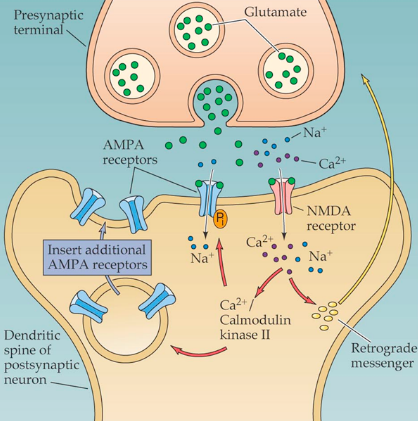 Presynaptic
terminal
Glutamate
AMPA
receptors
Na⁺
Ca²⁺
Pᵢ
NMDA
receptor
Insert additional
AMPA receptors
Na⁺
Ca²⁺
Na⁺
Ca²⁺/
Calmodulin
kinase II
Dendritic
spine of
postsynaptic
neuron
Retrograde
messenger